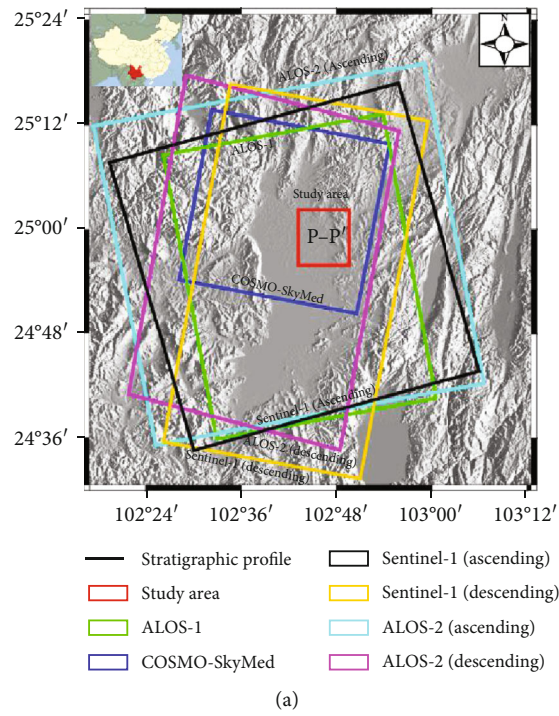 25°24′
25°12′
25°00′
24°48′
24°36′
N
ALOS-2 (Ascending)
ALOS-1
Study area
P–P′
COSMO-SkyMed
Sentinel-1 (Ascending)
ALOS-2 (descending)
Sentinel-1 (descending)
102°24′ 102°36′ 102°48′ 103°00′ 103°12′
Stratigraphic profile
Study area
ALOS-1
COSMO-SkyMed
Sentinel-1 (ascending)
Sentinel-1 (descending)
ALOS-2 (ascending)
ALOS-2 (descending)
(a)